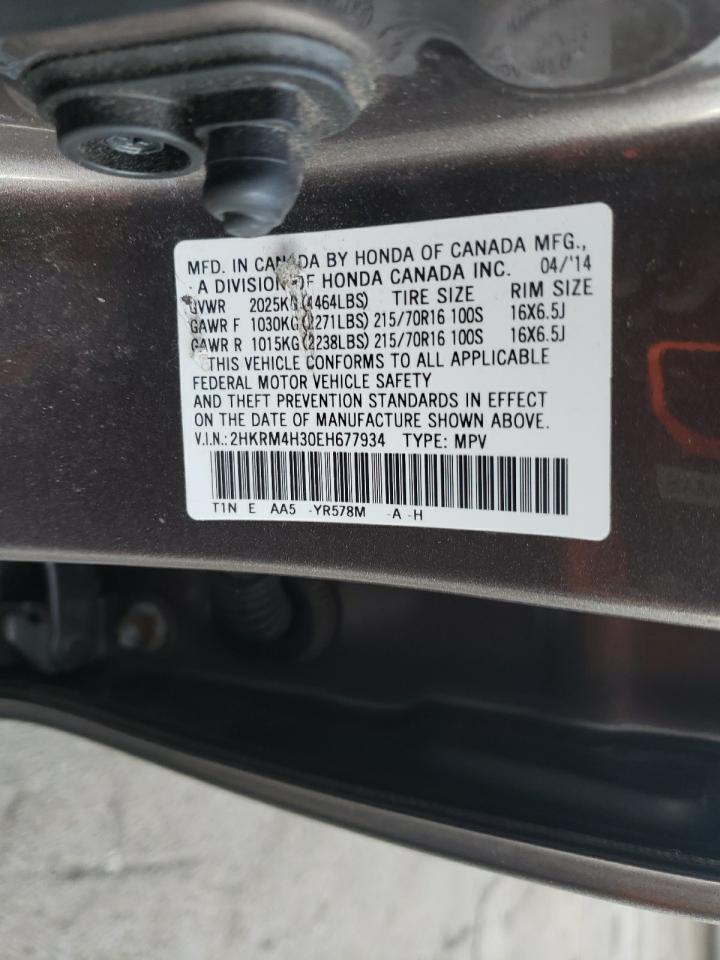 MFD. IN CANADA BY HONDA OF CANADA MFG.,
A DIVISION OF HONDA CANADA INC. 04/'14
GVWR 2025KG (4464LBS) TIRE SIZE RIM SIZE
GAWR F 1030KG (2271LBS) 215/70R16 100S 16X6.5J
GAWR R 1015KG (2238LBS) 215/70R16 100S 16X6.5J
THIS VEHICLE CONFORMS TO ALL APPLICABLE
FEDERAL MOTOR VEHICLE SAFETY
AND THEFT PREVENTION STANDARDS IN EFFECT
ON THE DATE OF MANUFACTURE SHOWN ABOVE.
V.I.N.: 2HKRM4H30EH677934 TYPE: MPV
T1N E AA5 -YR578M -A -H